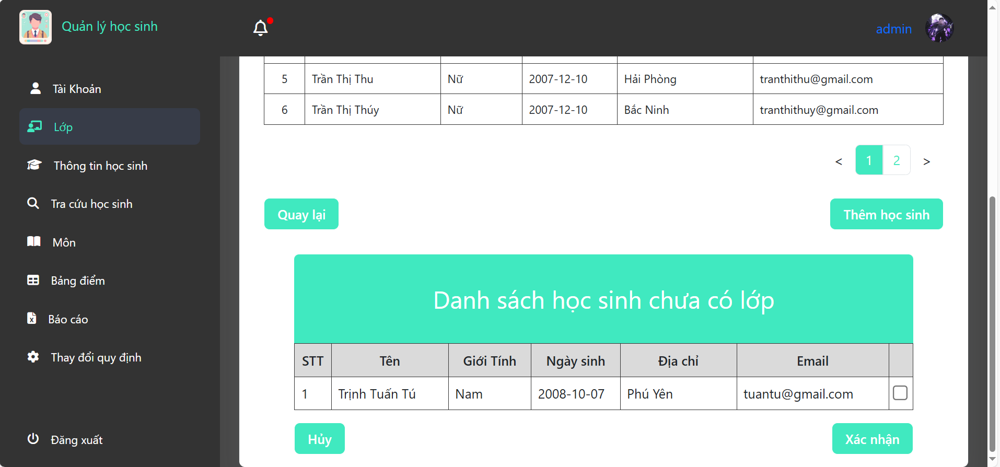 Quản lý học sinh
admin
Tài Khoản
Lớp
Thông tin học sinh
Tra cứu học sinh
Môn
Bảng điểm
Báo cáo
Thay đổi quy định
Đăng xuất
5 Trần Thị Thu Nữ 2007-12-10 Hải Phòng tranthithu@gmail.com
6 Trần Thị Thúy Nữ 2007-12-10 Bắc Ninh tranthithuy@gmail.com
< 1 2 >
Quay lại Thêm học sinh
Danh sách học sinh chưa có lớp
STT Tên Giới Tính Ngày sinh Địa chỉ Email
1 Trịnh Tuấn Tú Nam 2008-10-07 Phú Yên tuantu@gmail.com
Hủy Xác nhận